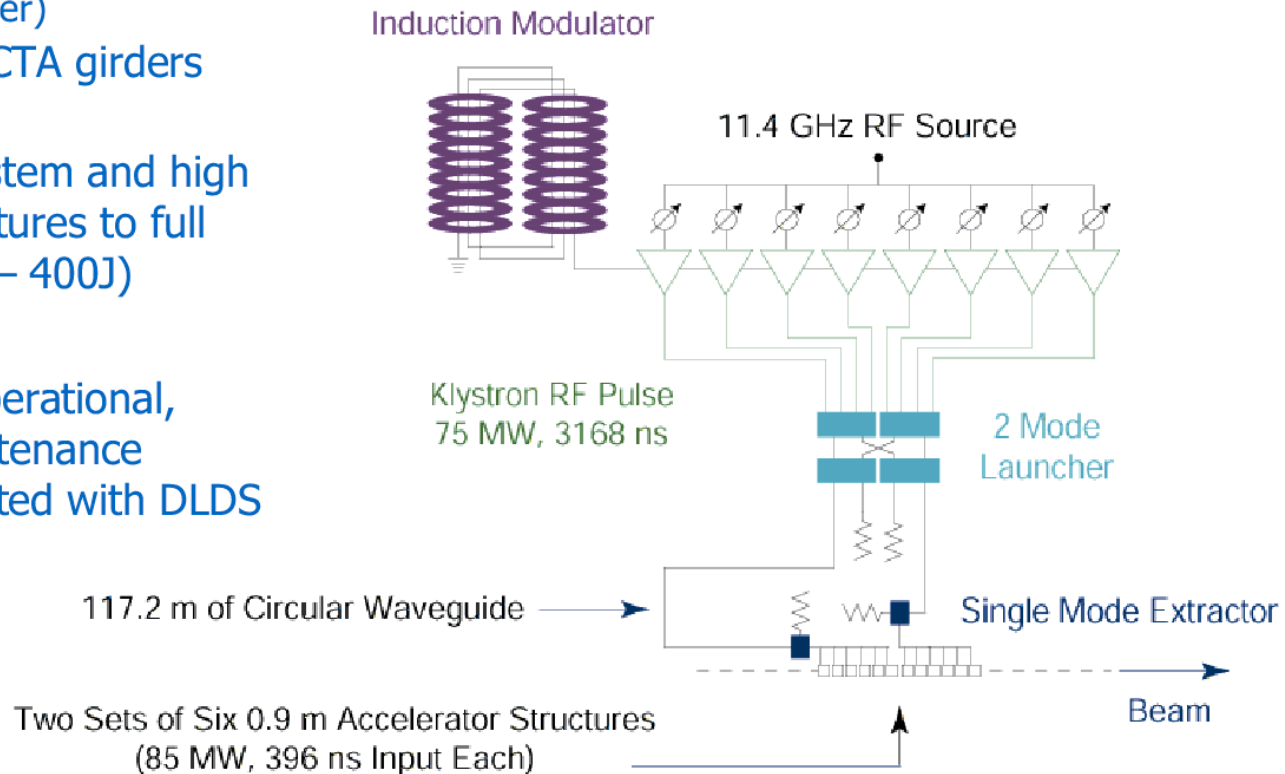 er)
CTA girders
stem and high
tures to full
– 400J)
perational,
tenance
ted with DLDS
Induction Modulator
11.4 GHz RF Source
Klystron RF Pulse
75 MW, 3168 ns
2 Mode
Launcher
117.2 m of Circular Waveguide
Single Mode Extractor
Beam
Two Sets of Six 0.9 m Accelerator Structures
(85 MW, 396 ns Input Each)